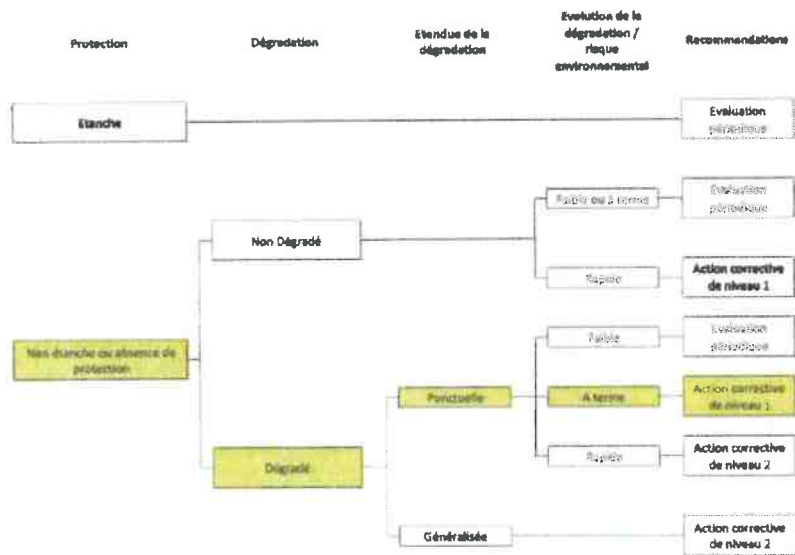 Protection
Dégradation
Etendue de la
dégradation
Evolution de la
dégradation /
risque
environnemental
Recommandations
Etanche
Evaluation
périodique
Non étanche ou absence de
protection
Non Dégradé
Faible ou à terme
Evaluation
périodique
Rapide
Action corrective
de niveau 1
Dégradé
Ponctuelle
Faible
Evaluation
périodique
A terme
Action corrective
de niveau 1
Rapide
Action corrective
de niveau 2
Généralisée
Action corrective
de niveau 2